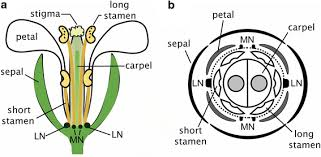 a
stigma
long
stamen
petal
carpel
sepal
short
stamen
LN
MN
LN
b
petal
carpel
sepal
MN
LN
LN
MN
short
stamen
long
stamen